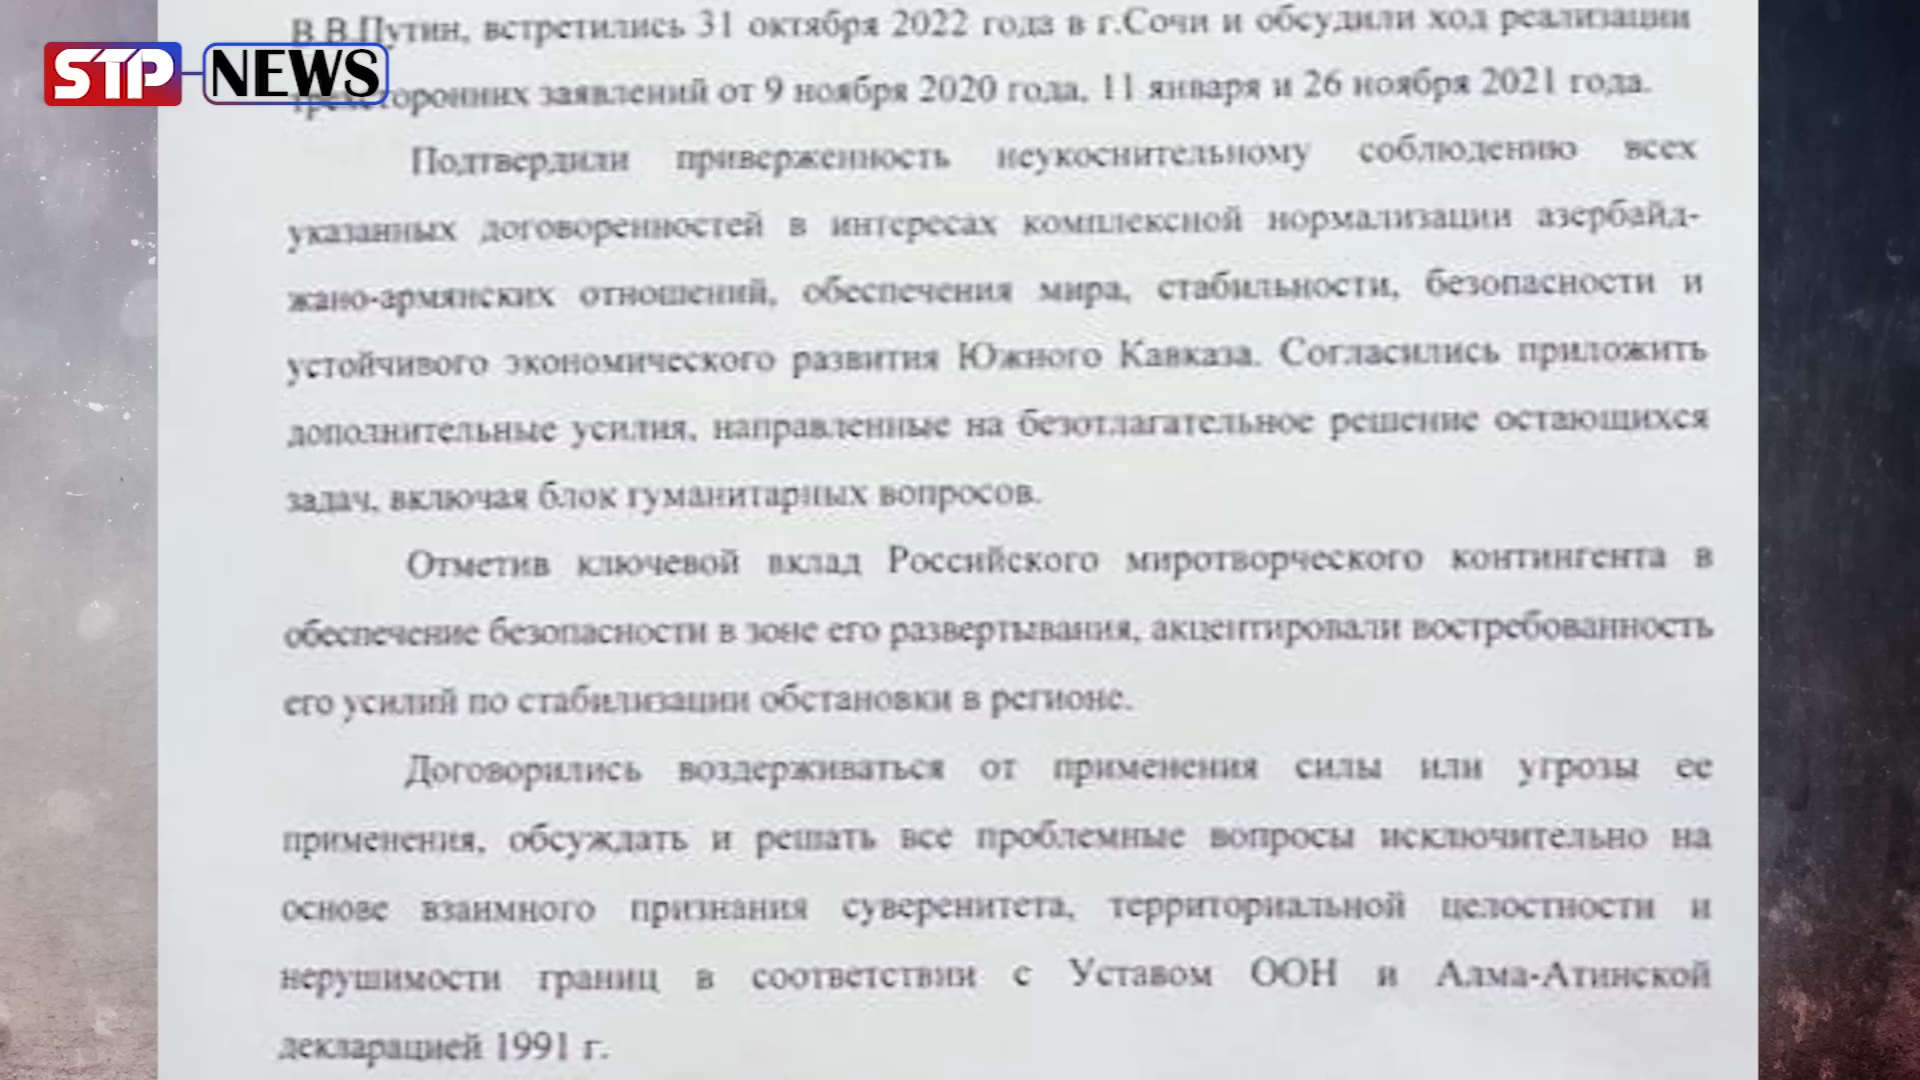 В.В.Путин, встретились 31 октября 2022 года в г.Сочи и обсудили ход реализации
STP NEWS
трехсторонних заявлений от 9 ноября 2020 года, 11 января и 26 ноября 2021 года.
Подтвердили приверженность неукоснительному соблюдению всех
указанных договоренностей в интересах комплексной нормализации азербайд-
жано-армянских отношений, обеспечения мира, стабильности, безопасности и
устойчивого экономического развития Южного Кавказа. Согласились приложить
дополнительные усилия, направленные на безотлагательное решение остающихся
задач, включая блок гуманитарных вопросов.
Отметив ключевой вклад Российского миротворческого контингента в
обеспечение безопасности в зоне его развертывания, акцентировали востребованность
его усилий по стабилизации обстановки в регионе.
Договорились воздерживаться от применения силы или угрозы ее
применения, обсуждать и решать все проблемные вопросы исключительно на
основе взаимного признания суверенитета, территориальной целостности и
нерушимости границ в соответствии с Уставом ООН и Алма-Атинской
декларацией 1991 г.